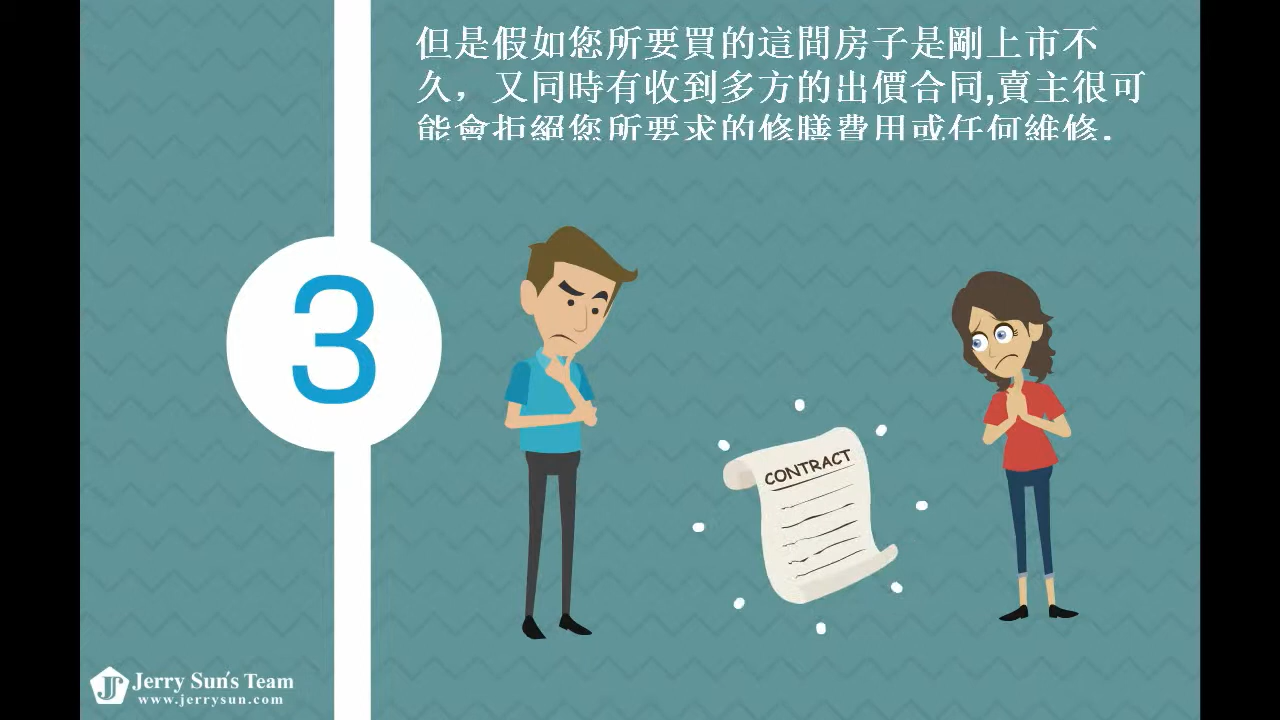 但是假如您所要買的這間房子是剛上市不
久，又同時有收到多方的出價合同,賣主很可
能會拒絕您所要求的修膳費用或任何維修.
3
CONTRACT
Jerry Sun's Team
www.jerrysun.com